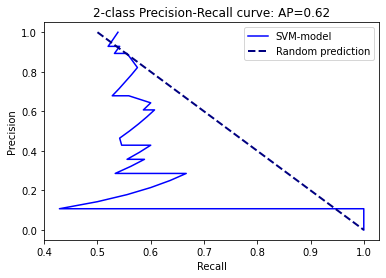 2-class Precision-Recall curve: AP=0.62
SVM-model
Random prediction
Precision
1.0
0.8
0.6
0.4
0.2
0.0
0.4 0.5 0.6 0.7 0.8 0.9 1.0
Recall